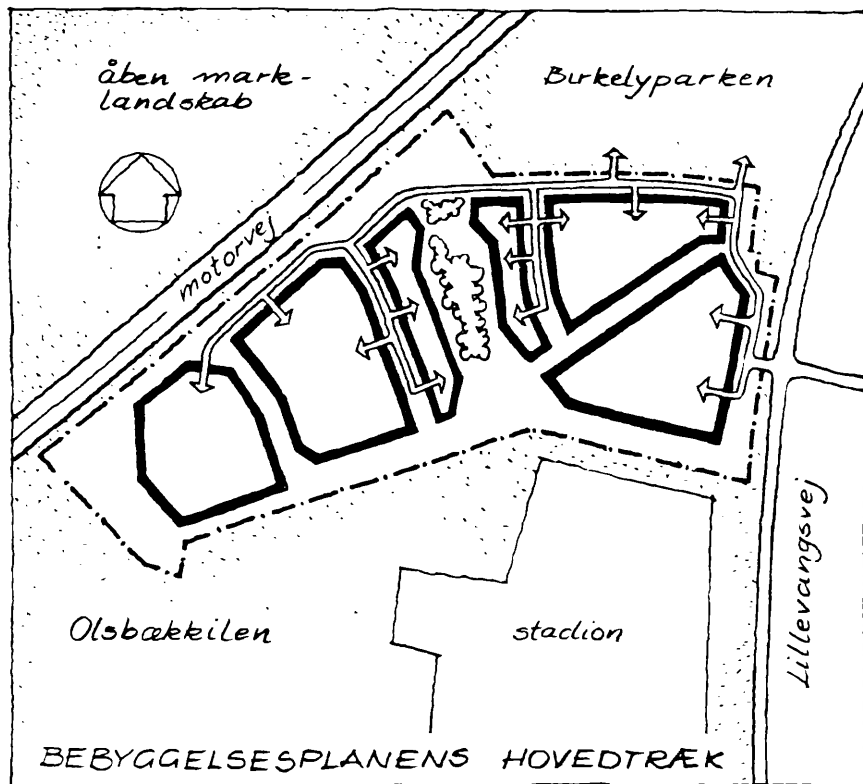 åben mark-
landskab
Birkelyparken
motorvej
Olsbækkilen
stadion
Lillevangsvej
BEBYGGELSESPLANENS HOVEDTRÆK